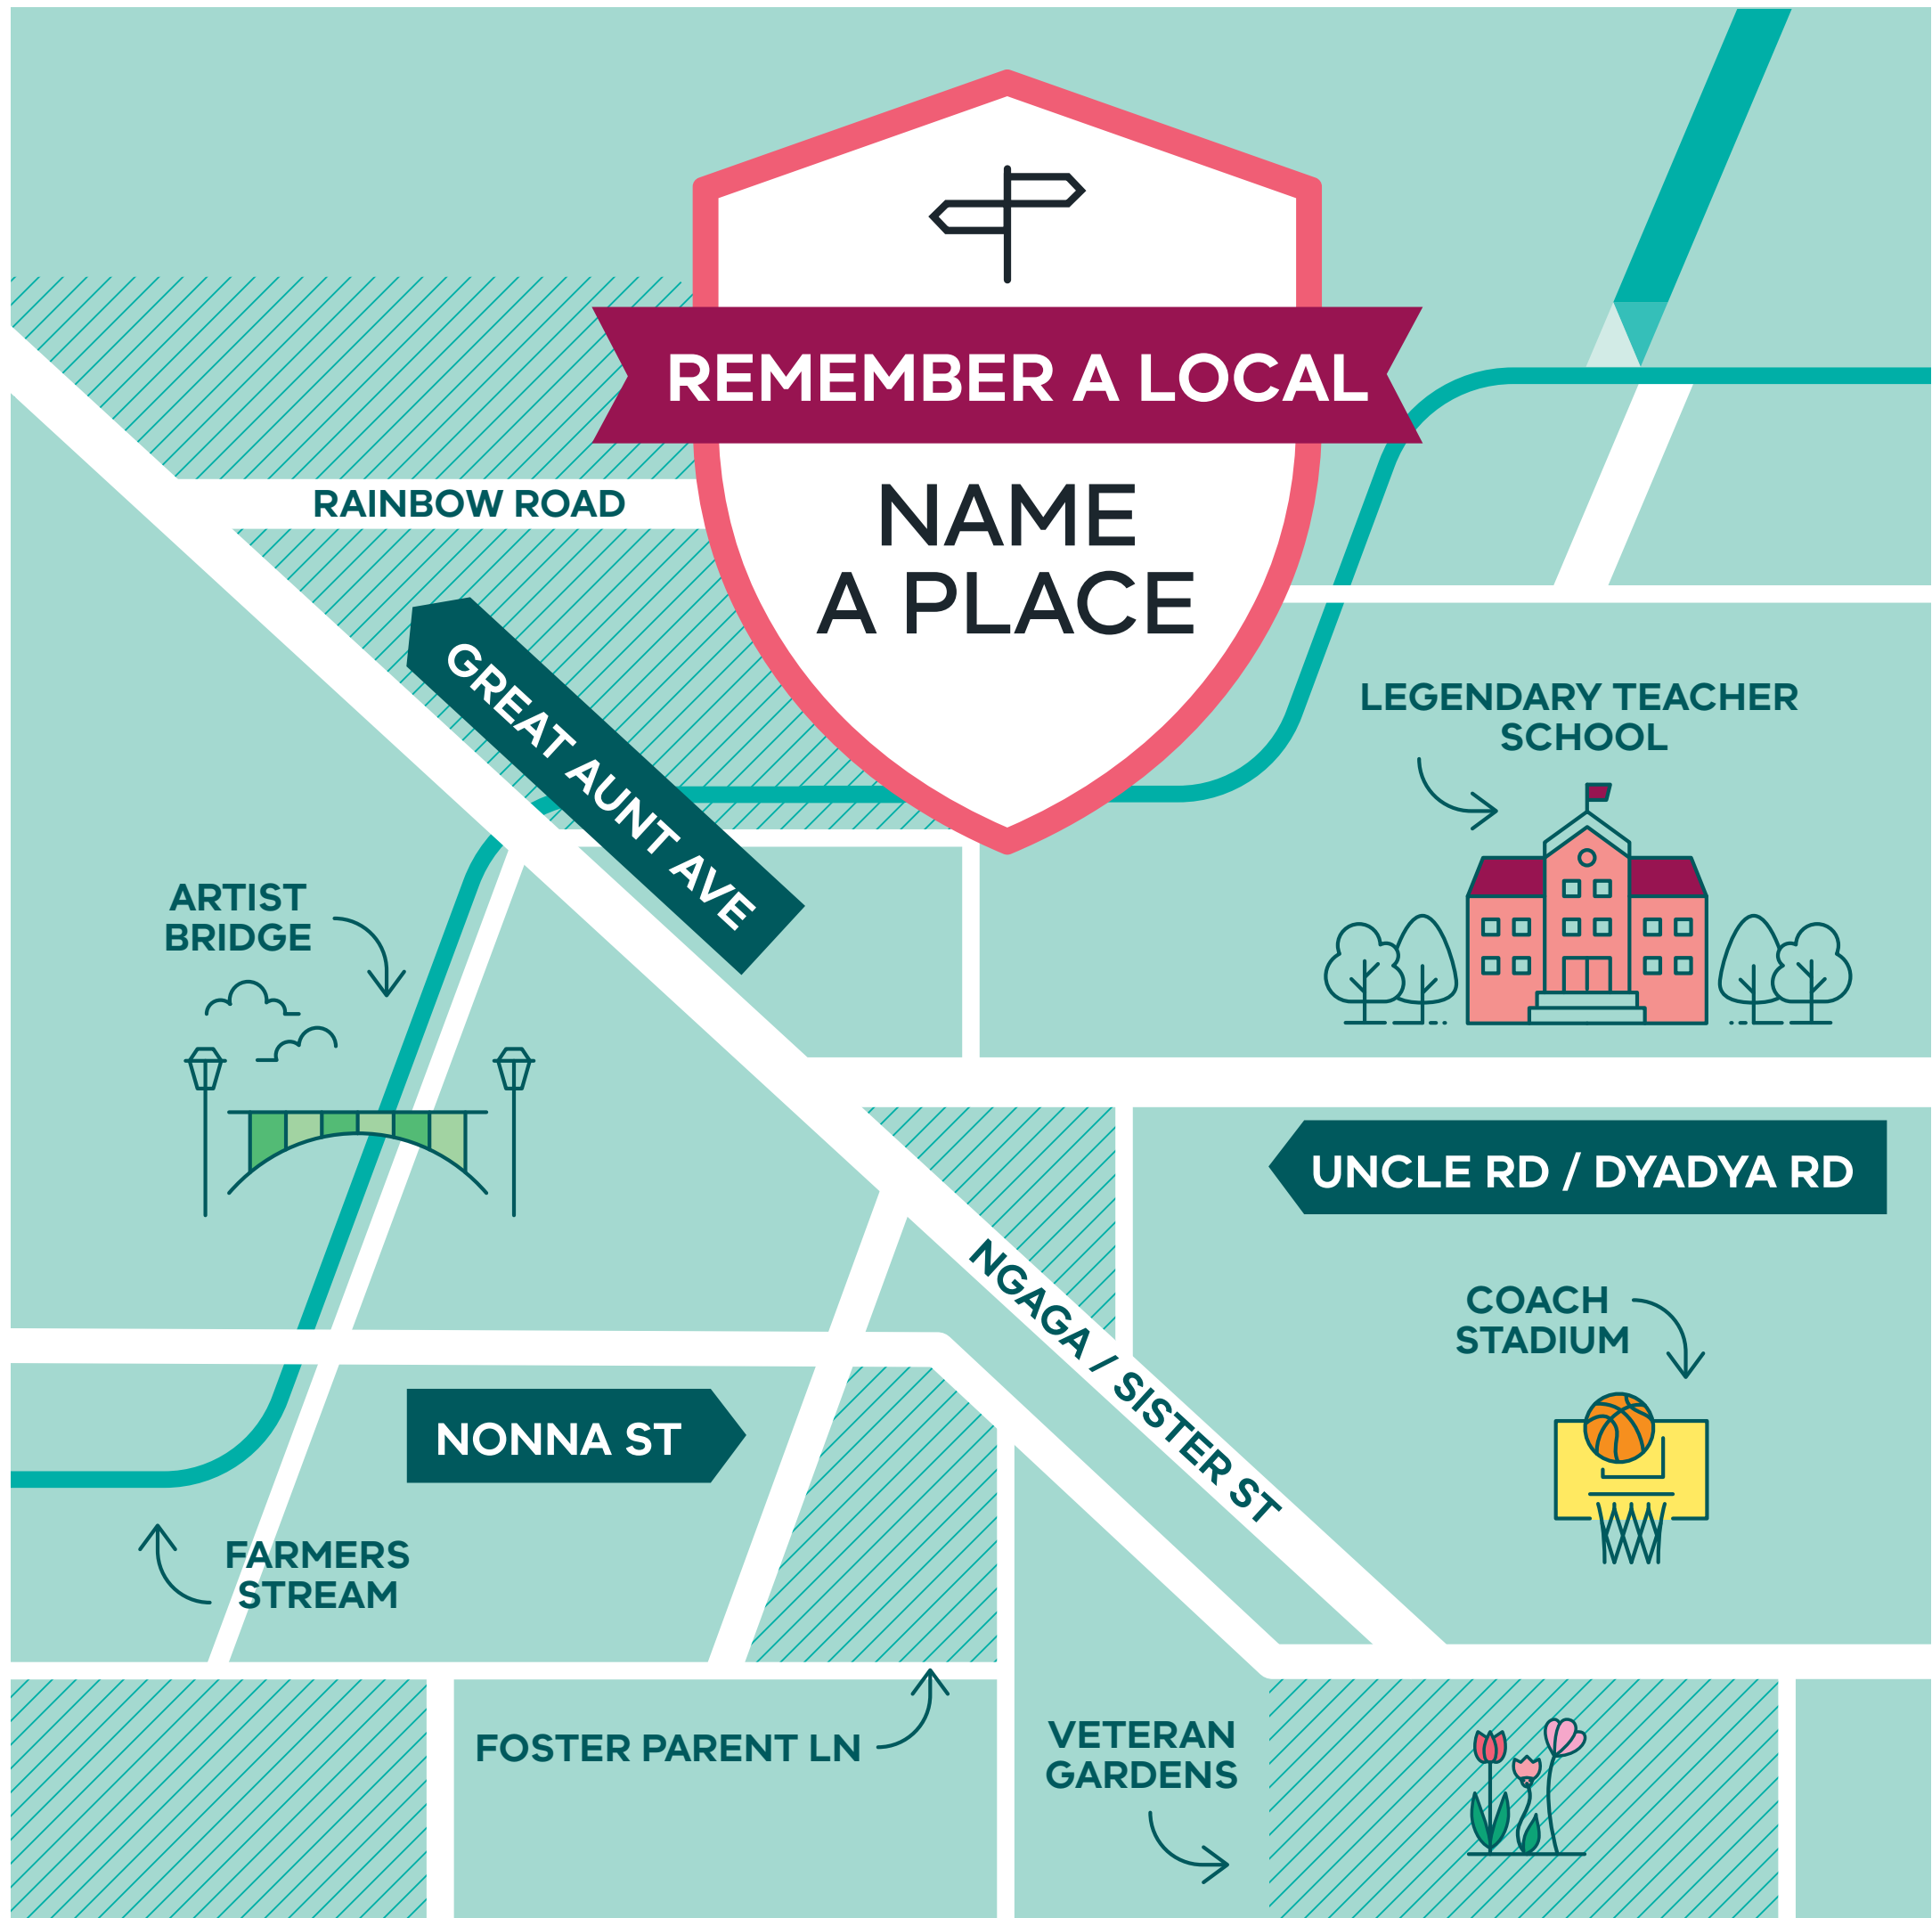 REMEMBER A LOCAL
NAME
A PLACE
RAINBOW ROAD
GREAT AUNT AVE
LEGENDARY TEACHER
SCHOOL
ARTIST
BRIDGE
UNCLE RD / DYADYA RD
NGAGA / SISTER ST
COACH
STADIUM
NONNA ST
FARMERS
STREAM
FOSTER PARENT LN
VETERAN
GARDENS